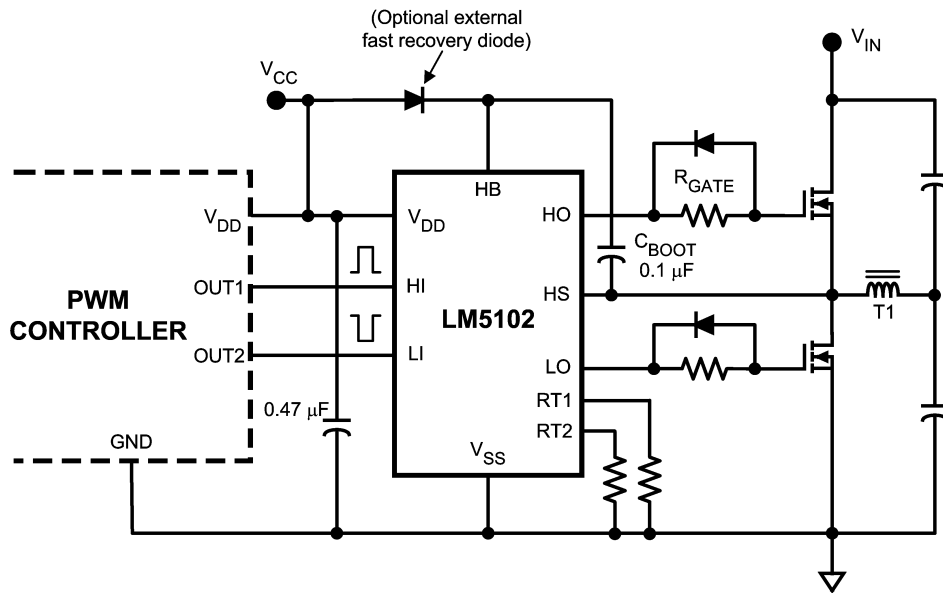 (Optional external
fast recovery diode)
VCC
VIN
HB
RGATE
VDD
VDD
HO
CBOOT
0.1 µF
OUT1
HI
HS
T1
PWM
CONTROLLER
LM5102
OUT2
LI
LO
0.47 µF
RT1
RT2
GND
VSS